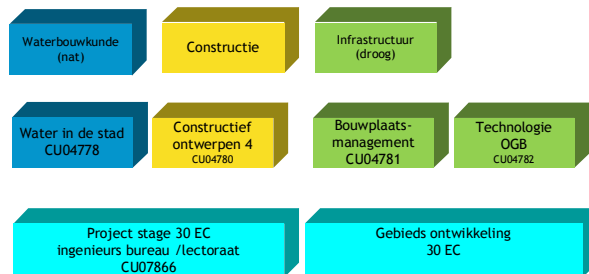 Waterbouwkunde
(nat)
Constructie
Infrastructuur
(droog)
Water in de stad
CU04778
Constructief
ontwerpen 4
CU04780
Bouwplaats-
management
CU04781
Technologie
OGB
CU04782
Project stage 30 EC
ingenieurs bureau /lectoraat
CU07866
Gebieds ontwikkeling
30 EC